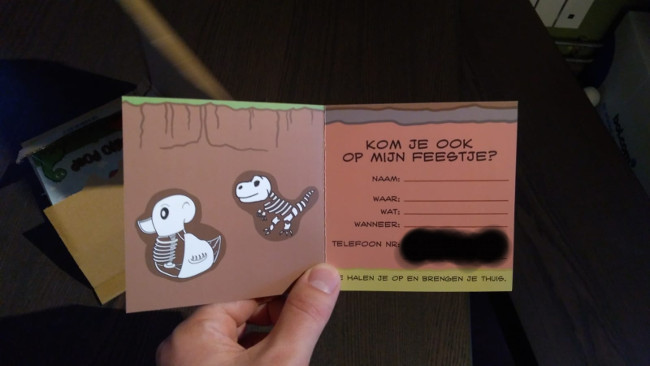 KOM JE OOK
OP MIJN FEESTJE?
NAAM:
WAAR:
WAT:
WANNEER:
TELEFOON NR:
HALEN JE OP EN BRENGEN JE THUIS.